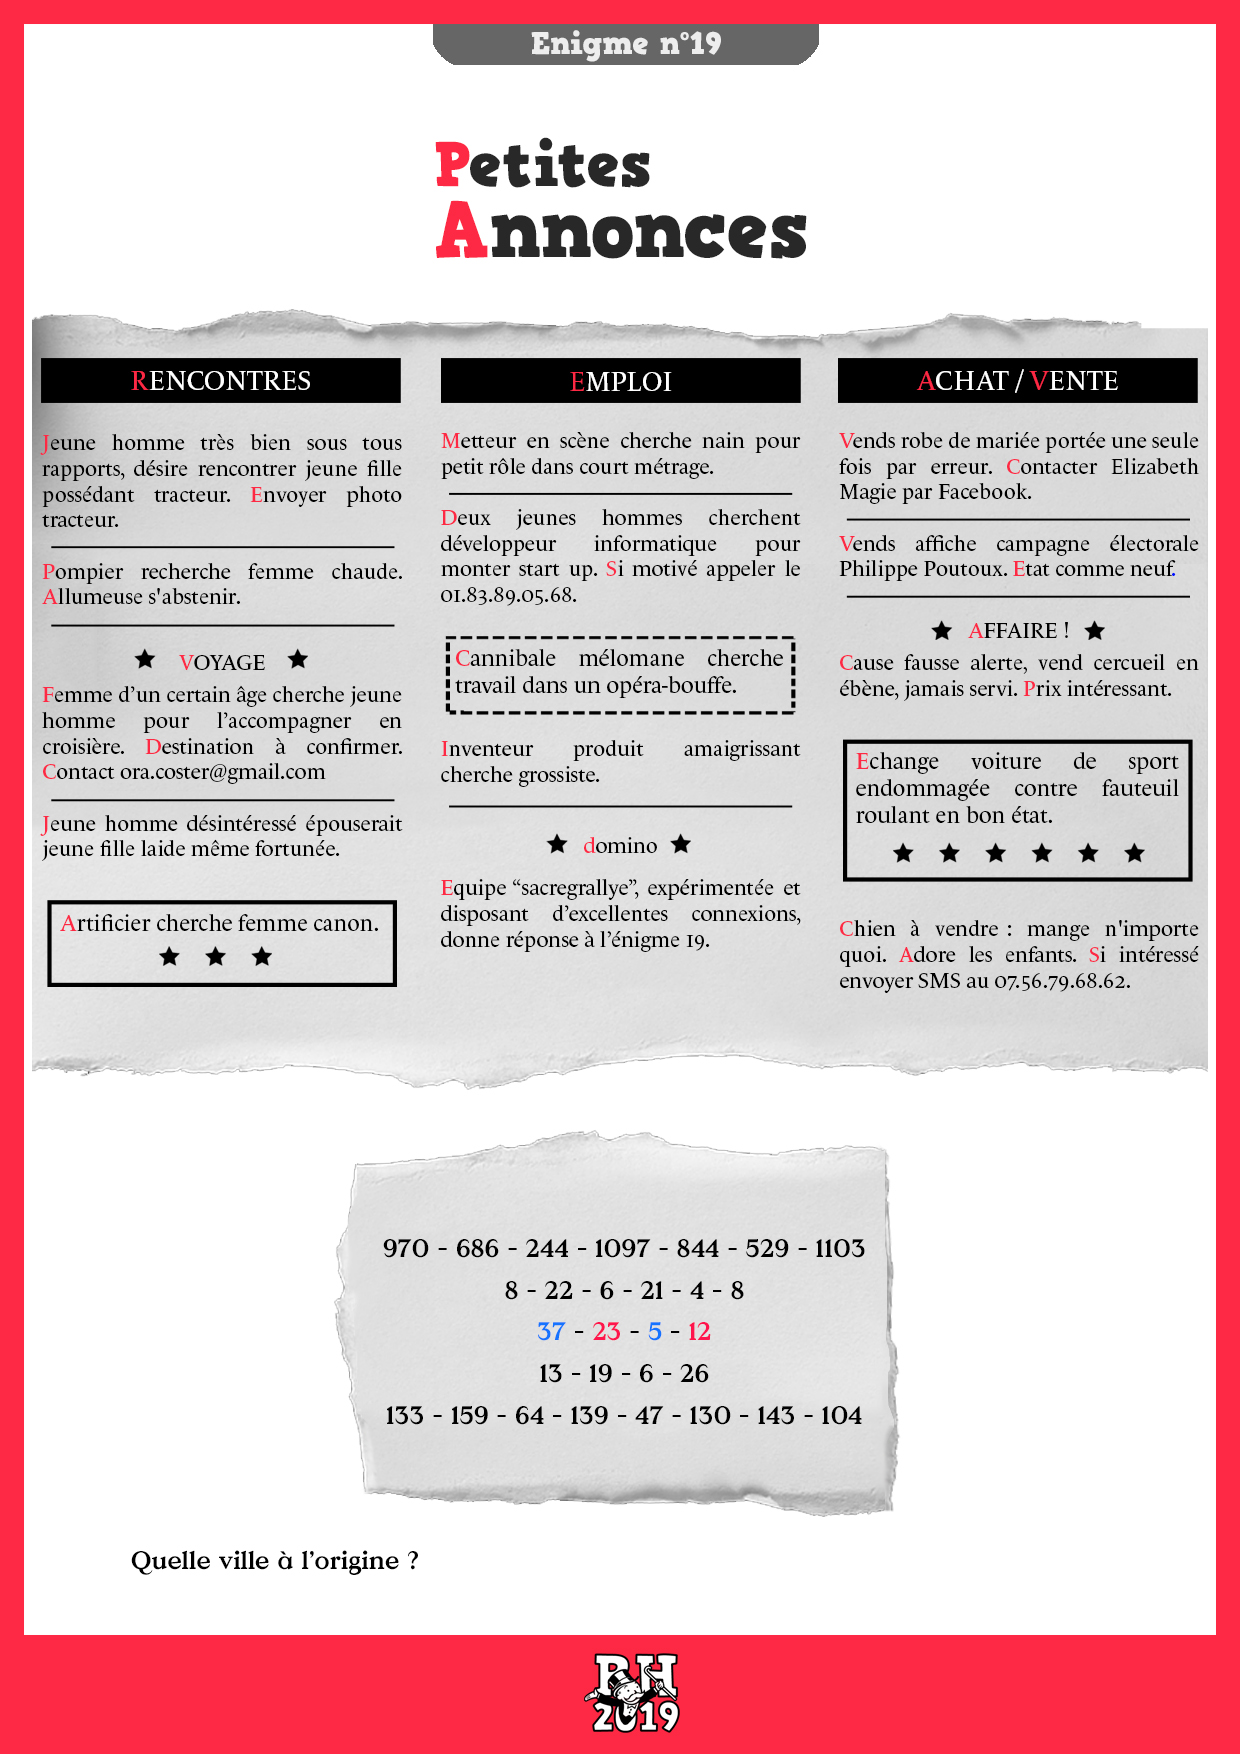 Enigme n°19
Petites
Annonces
RENCONTRES
Jeune homme très bien sous tous
rapports, désire rencontrer jeune fille
possédant tracteur. Envoyer photo
tracteur.
Pompier recherche femme chaude.
Allumeuse s'abstenir.
★ VOYAGE ★
Femme d’un certain âge cherche jeune
homme pour l’accompagner en
croisière. Destination à confirmer.
Contact ora.coster@gmail.com
Jeune homme désintéressé épouserait
jeune fille laide même fortunée.
Artificier cherche femme canon.
★ ★ ★
EMPLOI
Metteur en scène cherche nain pour
petit rôle dans court métrage.
Deux jeunes hommes cherchent
développeur informatique pour
monter start up. Si motivé appeler le
01.83.89.05.68.
Cannibale mélomane cherche
travail dans un opéra-bouffe.
Inventeur produit amaigrissant
cherche grossiste.
★ domino ★
Equipe “sacregrallye”, expérimentée et
disposant d’excellentes connexions,
donne réponse à l’énigme 19.
ACHAT / VENTE
Vends robe de mariée portée une seule
fois par erreur. Contacter Elizabeth
Magie par Facebook.
Vends affiche campagne électorale
Philippe Poutoux. Etat comme neuf.
★ AFFAIRE ! ★
Cause fausse alerte, vend cercueil en
ébène, jamais servi. Prix intéressant.
Echange voiture de sport
endommagée contre fauteuil
roulant en bon état.
★ ★ ★ ★ ★ ★
Chien à vendre : mange n'importe
quoi. Adore les enfants. Si intéressé
envoyer SMS au 07.56.79.68.62.
970 - 686 - 244 - 1097 - 844 - 529 - 1103
8 - 22 - 6 - 21 - 4 - 8
37 - 23 - 5 - 12
13 - 19 - 6 - 26
133 - 159 - 64 - 139 - 47 - 130 - 143 - 104
Quelle ville à l’origine ?
RH
2019